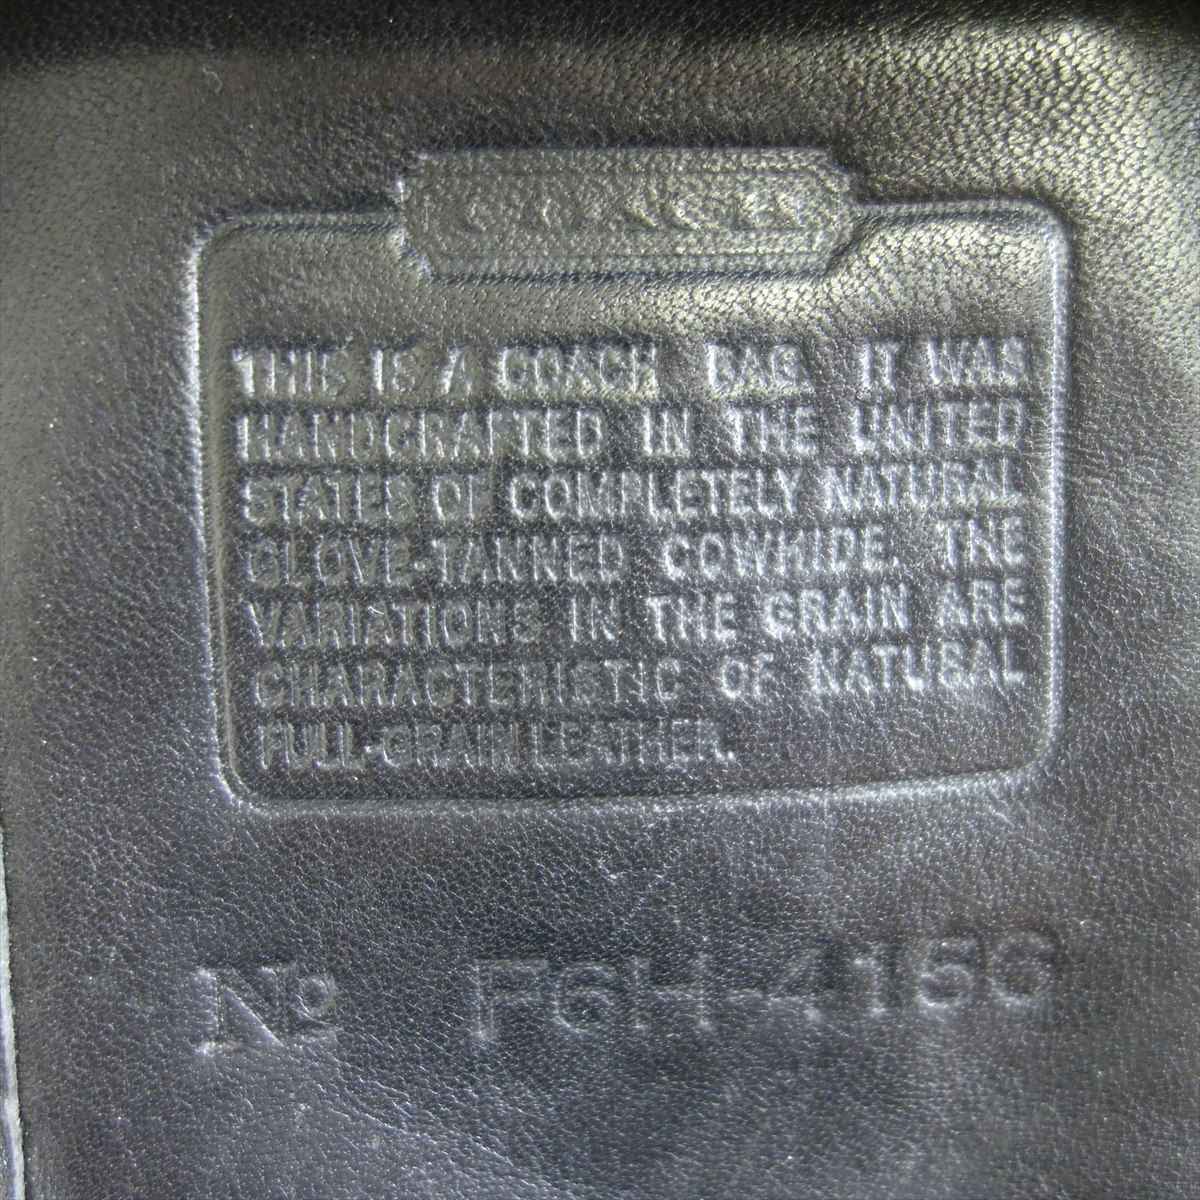 COACH
THIS IS A COACH BAG. IT WAS
HANDCRAFTED IN THE UNITED
STATES OF COMPLETELY NATURAL
GLOVE-TANNED COWHIDE. THE
VARIATIONS IN THE GRAIN ARE
CHARACTERISTIC OF NATURAL
FULL-GRAIN LEATHER.
No F6H-4156